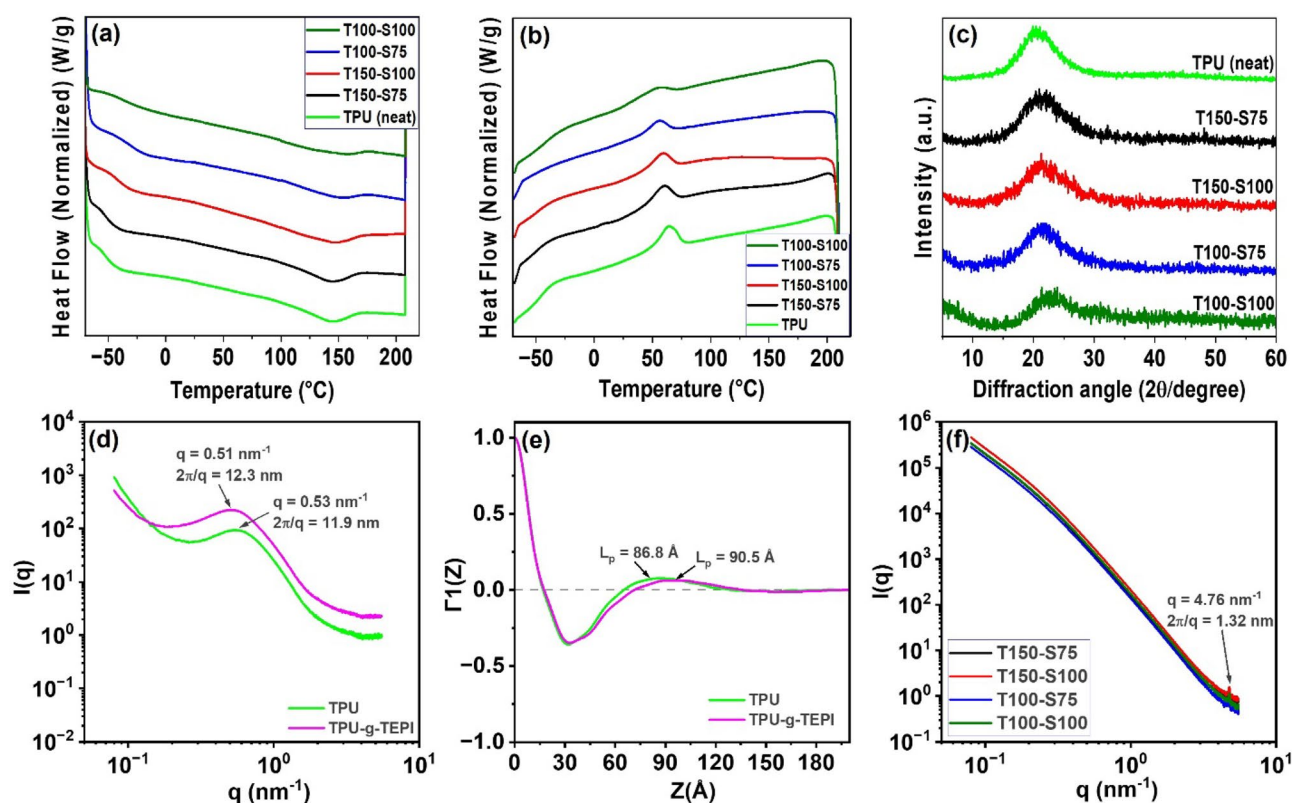 (a)
T100-S100
T100-S75
T150-S100
T150-S75
TPU (neat)
Heat Flow (Normalized) (W/g)
−50 0 50 100 150 200
Temperature (°C)
(b)
T100-S100
T100-S75
T150-S100
T150-S75
TPU
Heat Flow (Normalized) (W/g)
−50 0 50 100 150 200
Temperature (°C)
(c)
TPU (neat)
T150-S75
T150-S100
T100-S75
T100-S100
Intensity (a.u.)
10 20 30 40 50 60
Diffraction angle (2θ/degree)
(d)
q = 0.51 nm⁻¹
2π/q = 12.3 nm
q = 0.53 nm⁻¹
2π/q = 11.9 nm
TPU
TPU-g-TEPI
I(q)
10⁴
10³
10²
10¹
10⁰
10⁻¹
10⁻²
10⁻¹ 10⁰ 10¹
q (nm⁻¹)
(e)
Lₚ = 86.8 Å
Lₚ = 90.5 Å
TPU
TPU-g-TEPI
Γ1(Z)
1.0
0.5
0.0
−0.5
−1.0
0 30 60 90 120 150 180
Z(Å)
(f)
q = 4.76 nm⁻¹
2π/q = 1.32 nm
T150-S75
T150-S100
T100-S75
T100-S100
I(q)
10⁶
10⁵
10⁴
10³
10²
10¹
10⁰
10⁻¹
10⁻¹ 10⁰ 10¹
q (nm⁻¹)